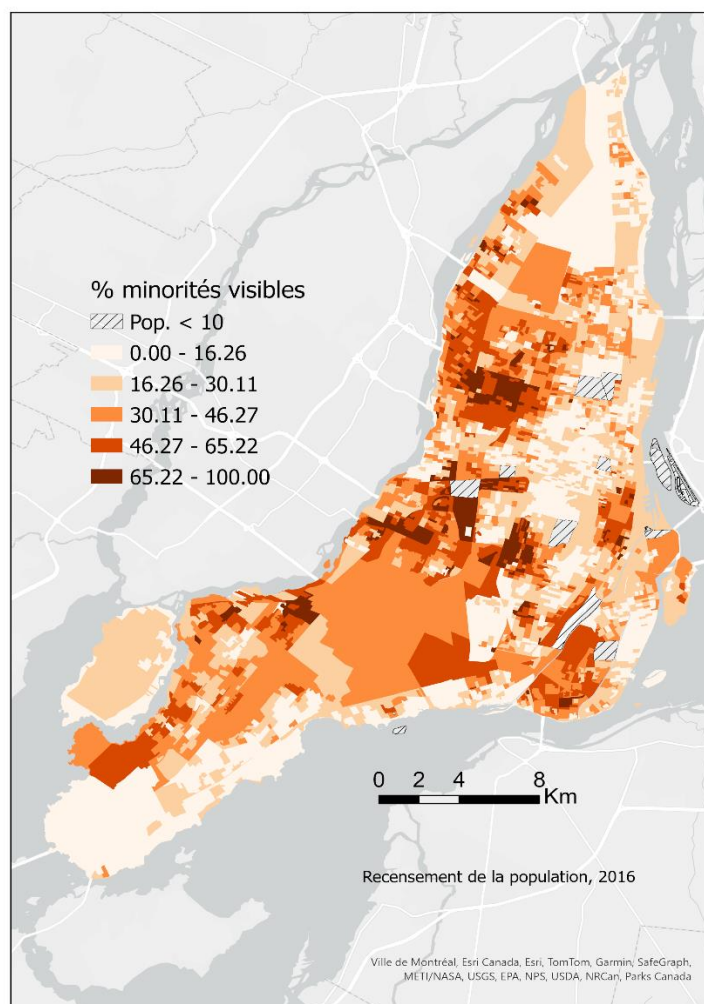 % minorités visibles
Pop. < 10
0.00 - 16.26
16.26 - 30.11
30.11 - 46.27
46.27 - 65.22
65.22 - 100.00
0 2 4 8
Km
Recensement de la population, 2016
Ville de Montréal, Esri Canada, Esri, TomTom, Garmin, SafeGraph,
METI/NASA, USGS, EPA, NPS, USDA, NRCan, Parks Canada